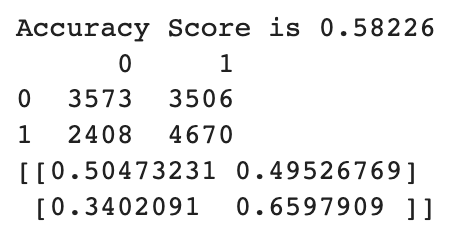 Accuracy Score is 0.58226
0 1
0 3573 3506
1 2408 4670
[[0.50473231 0.49526769]
[0.3402091 0.6597909 ]]